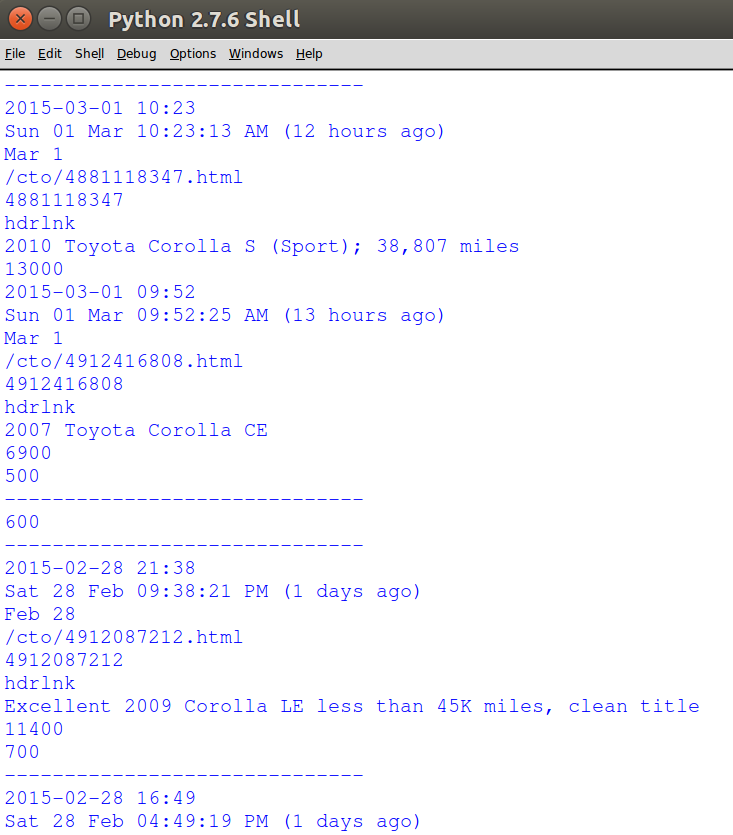 Python 2.7.6 Shell
File Edit Shell Debug Options Windows Help
------------------------------
2015-03-01 10:23
Sun 01 Mar 10:23:13 AM (12 hours ago)
Mar 1
/cto/4881118347.html
4881118347
hdrlnk
2010 Toyota Corolla S (Sport); 38,807 miles
13000
2015-03-01 09:52
Sun 01 Mar 09:52:25 AM (13 hours ago)
Mar 1
/cto/4912416808.html
4912416808
hdrlnk
2007 Toyota Corolla CE
6900
500
------------------------------
600
------------------------------
2015-02-28 21:38
Sat 28 Feb 09:38:21 PM (1 days ago)
Feb 28
/cto/4912087212.html
4912087212
hdrlnk
Excellent 2009 Corolla LE less than 45K miles, clean title
11400
700
------------------------------
2015-02-28 16:49
Sat 28 Feb 04:49:19 PM (1 days ago)